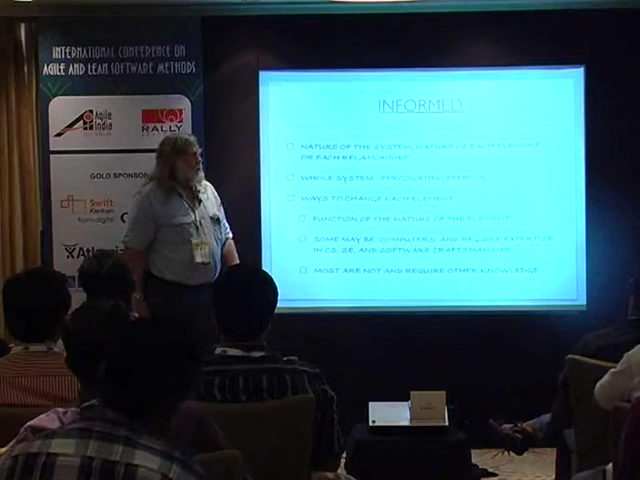 INTERNATIONAL CONFERENCE ON
AGILE AND LEAN SOFTWARE METHODS
Agile
India
RALLY
GOLD SPONSOR
Swift
Kanban
INFORMED
NATURE OF THE SYSTEM, NATURE OF EACH ELEMENT
OR EACH RELATIONSHIP
WHOLE SYSTEM - PERCOLATING EFFECTS
WAYS TO CHANGE EACH ELEMENT
FUNCTION OF THE NATURE OF THE ELEMENT
SOME MAY BE COMPUTERS AND REQUIRE EXPERTISE
IN CS, SE, AND SOFTWARE CRAFTSMANSHIP
MOST ARE NOT AND REQUIRE OTHER KNOWLEDGE